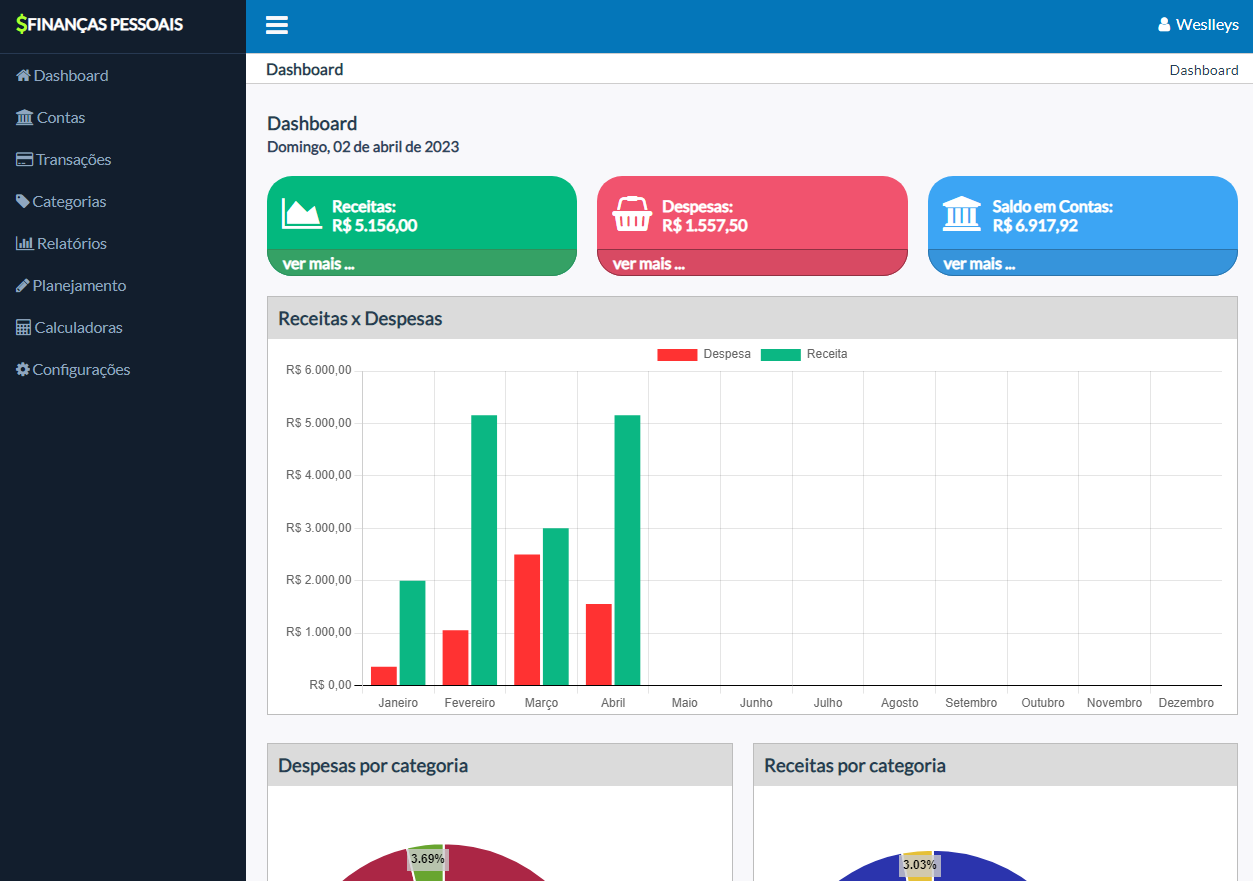 $FINANÇAS PESSOAIS
Weslleys
Dashboard
Contas
Transações
Categorias
Relatórios
Planejamento
Calculadoras
Configurações
Dashboard
Dashboard
Dashboard
Domingo, 02 de abril de 2023
Receitas:
R$ 5.156,00
ver mais ...
Despesas:
R$ 1.557,50
ver mais ...
Saldo em Contas:
R$ 6.917,92
ver mais ...
Receitas x Despesas
Despesa Receita
R$ 6.000,00
R$ 5.000,00
R$ 4.000,00
R$ 3.000,00
R$ 2.000,00
R$ 1.000,00
R$ 0,00
Janeiro Fevereiro Março Abril Maio Junho Julho Agosto Setembro Outubro Novembro Dezembro
Despesas por categoria
3.69%
Receitas por categoria
3.03%